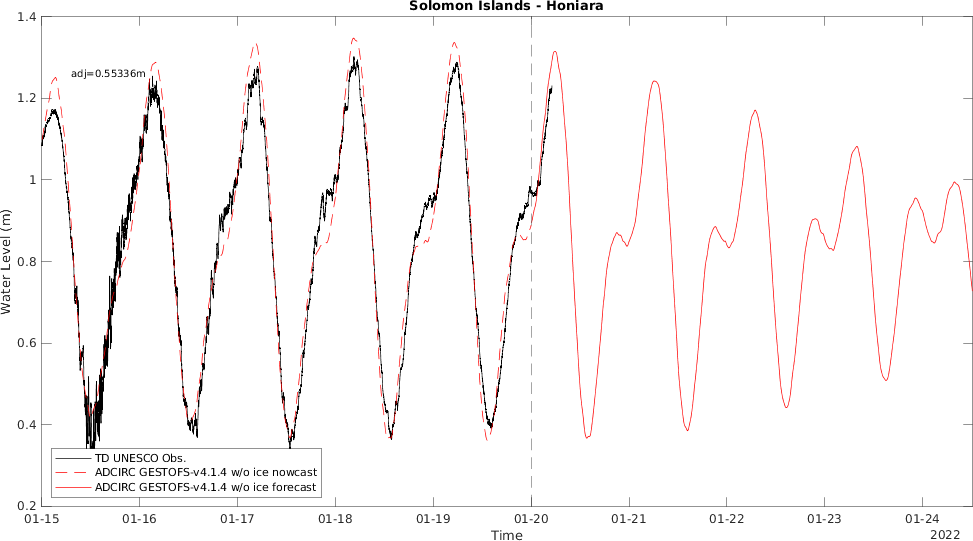 Solomon Islands - Honiara
1.4
1.2
1
0.8
0.6
0.4
0.2
Water Level (m)
adj=0.55336m
TD UNESCO Obs.
ADCIRC GESTOFS-v4.1.4 w/o ice nowcast
ADCIRC GESTOFS-v4.1.4 w/o ice forecast
01-15 01-16 01-17 01-18 01-19 01-20 01-21 01-22 01-23 01-24
Time
2022